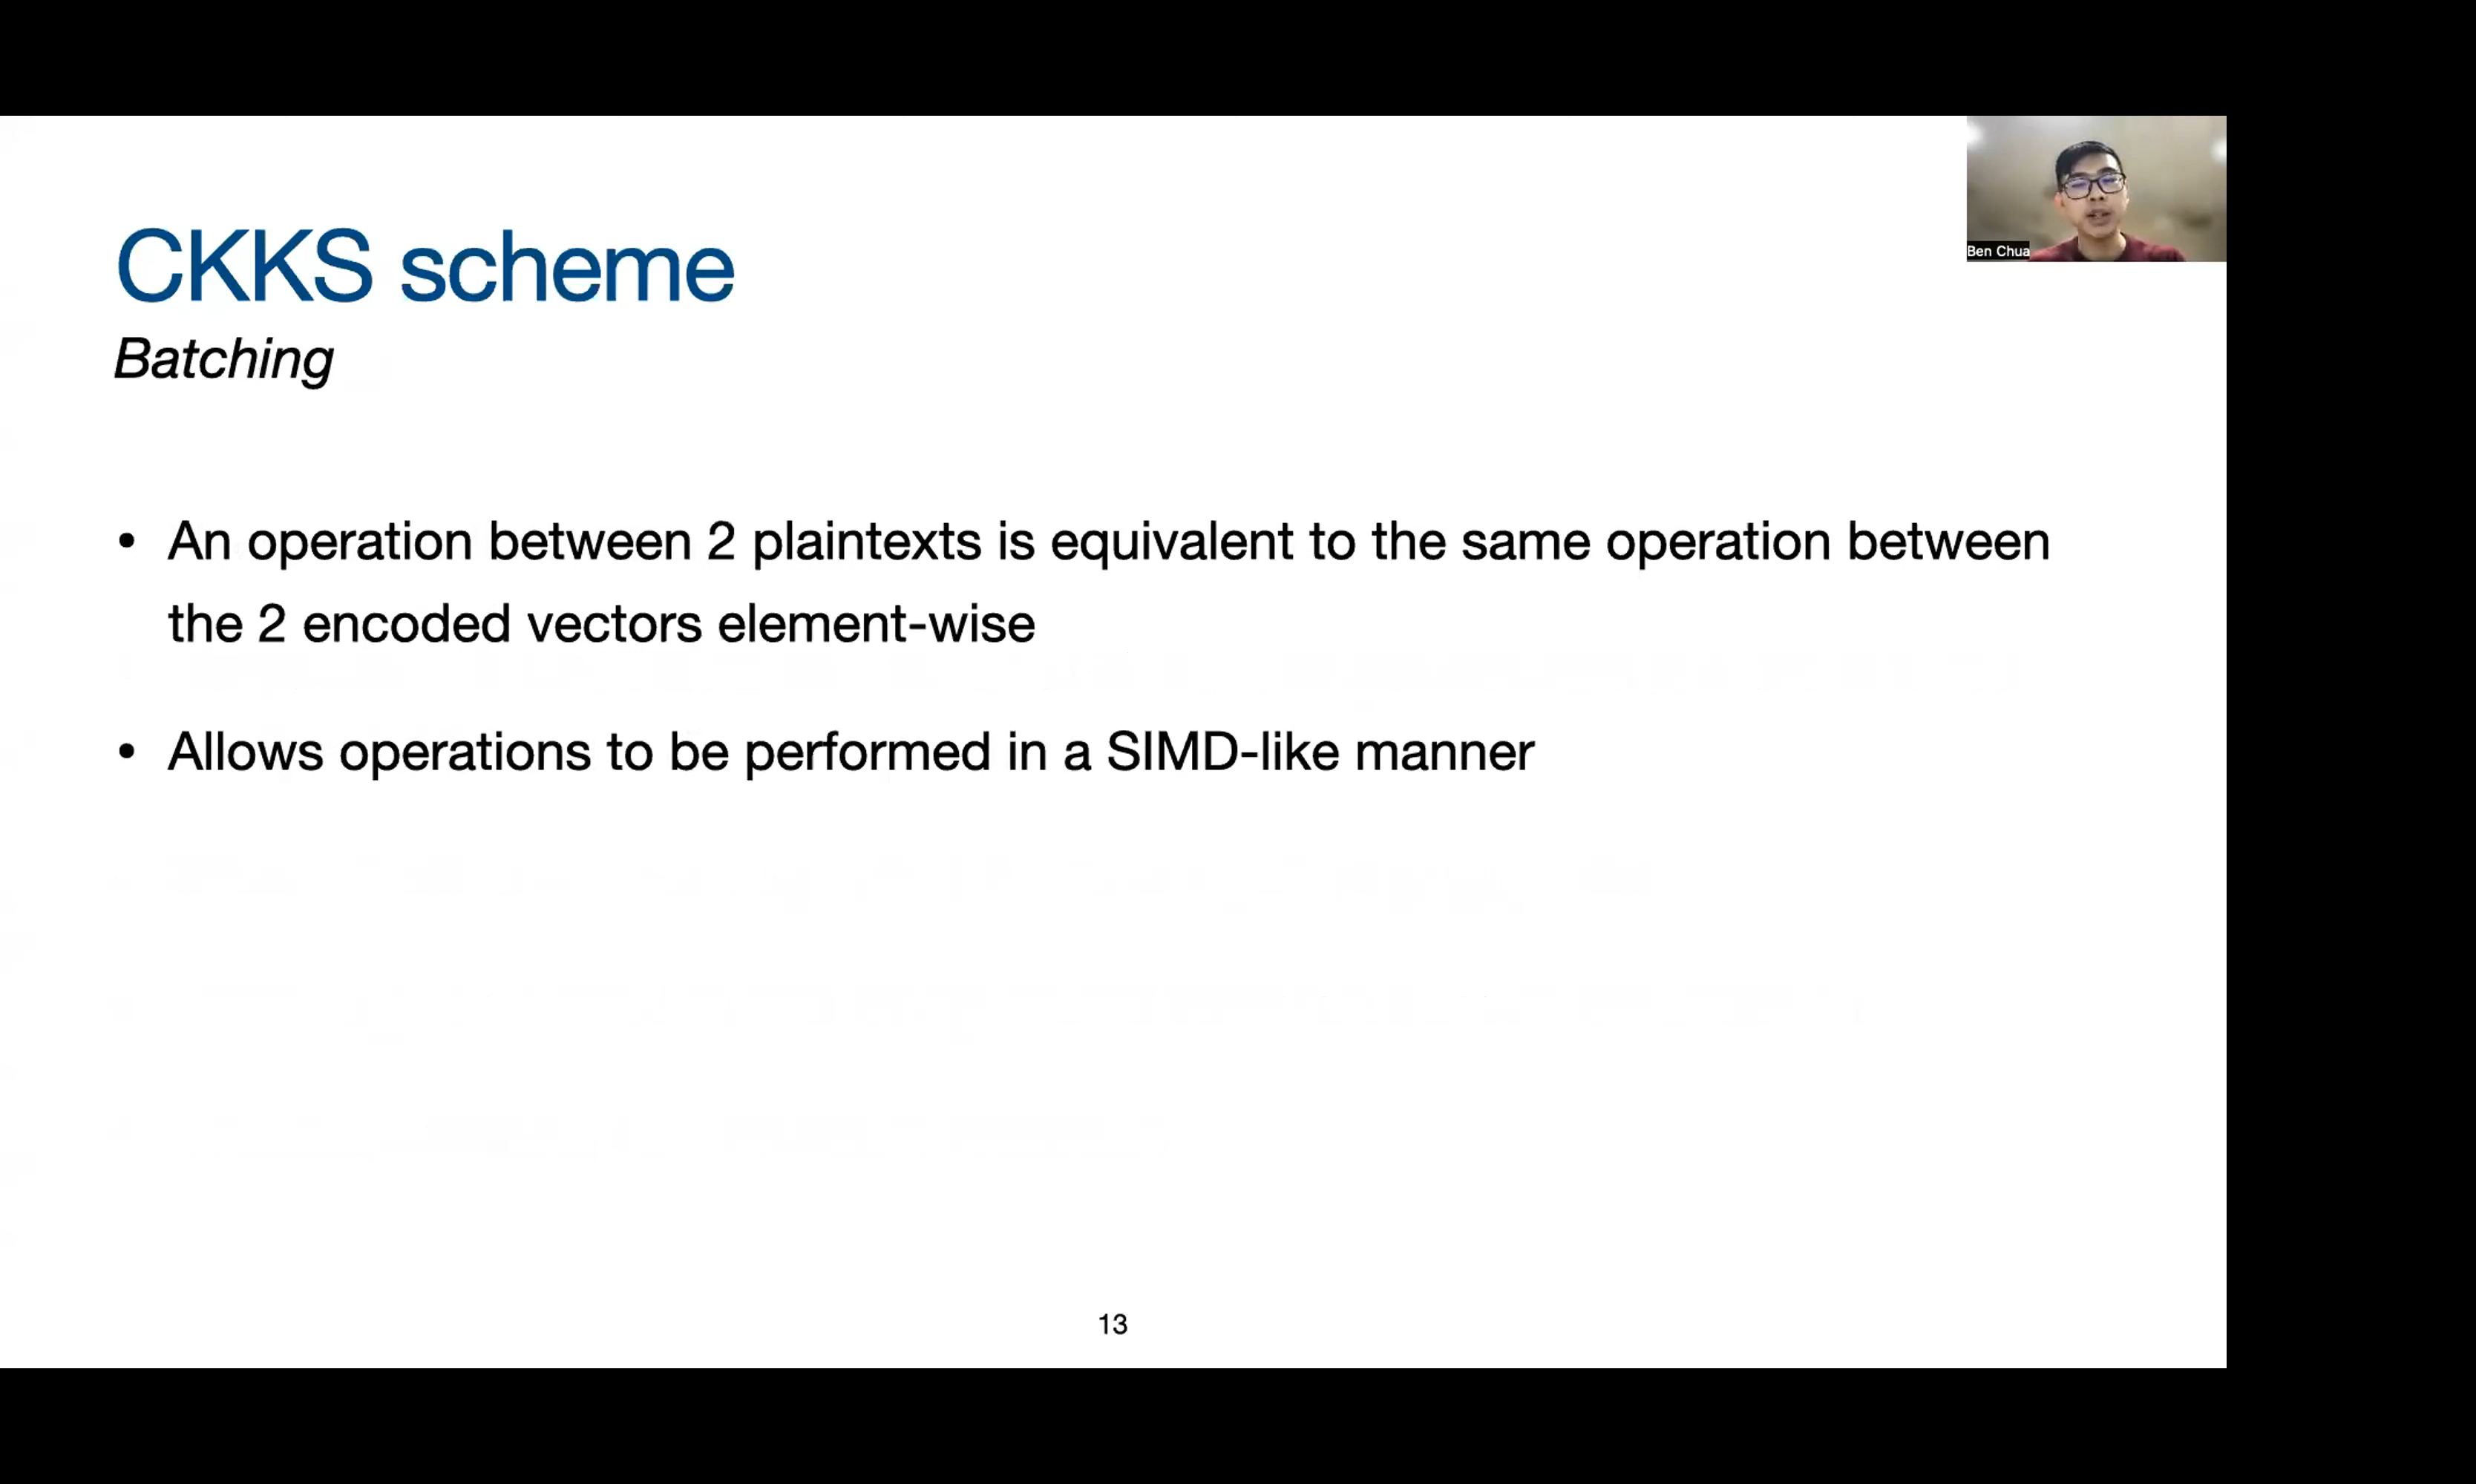 Ben Chua
CKKS scheme
Batching
• An operation between 2 plaintexts is equivalent to the same operation between
the 2 encoded vectors element-wise
• Allows operations to be performed in a SIMD-like manner
13